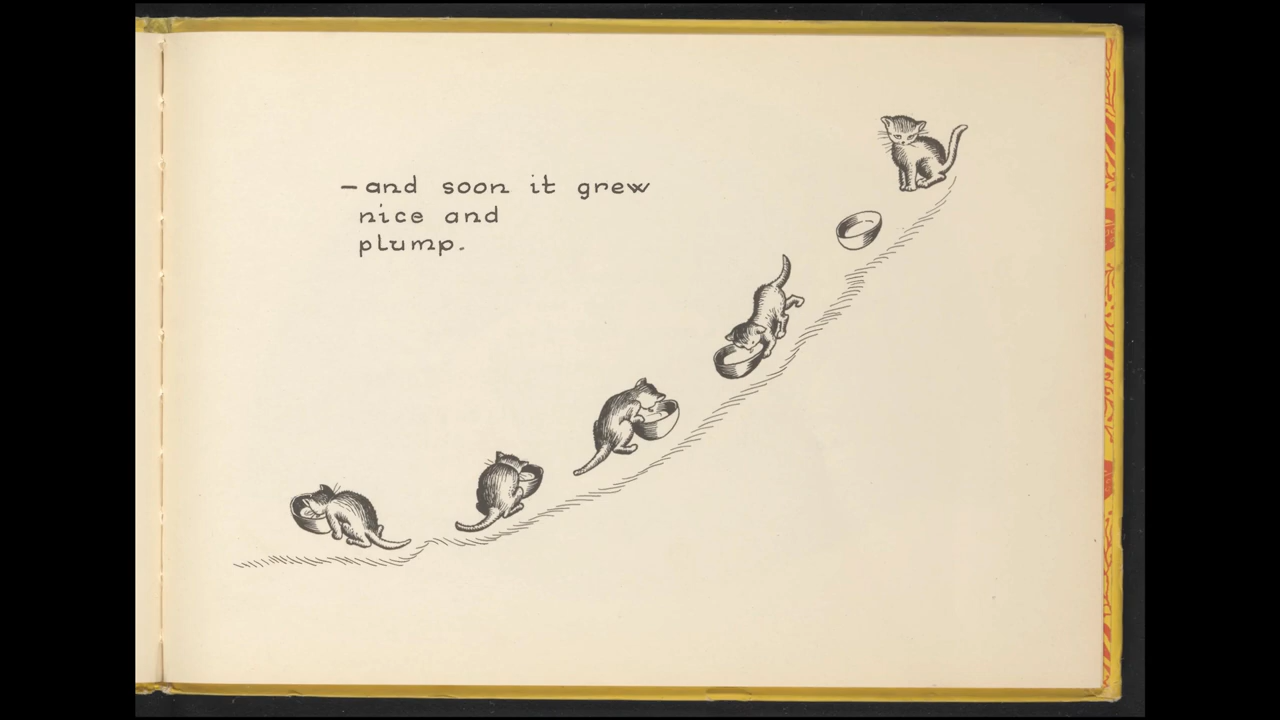 —and soon it grew
nice and
plump.